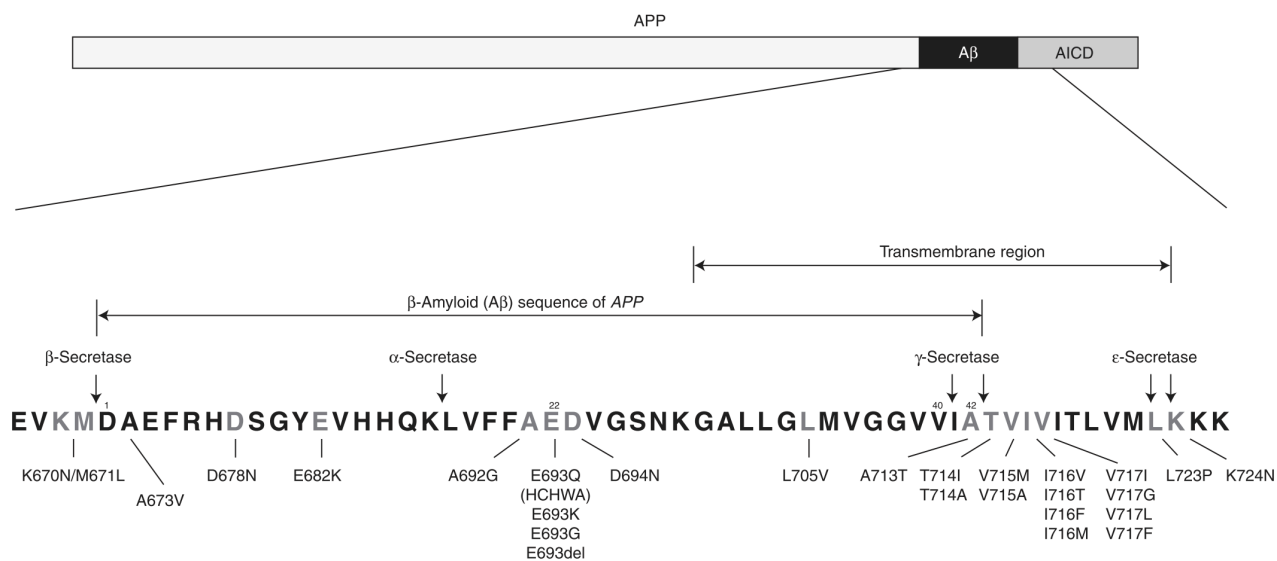 APP
Aβ AICD
Transmembrane region
β-Amyloid (Aβ) sequence of APP
β-Secretase α-Secretase γ-Secretase ε-Secretase
1 22 40 42
EVKMDAEFRHDSGYEVHHQKLVFFAEDVGSNKGALLGLMVGGVVIATVIVITLVMLKKK
K670N/M671L D678N E682K A692G E693Q D694N L705V A713T T714I V715M I716V V717I L723P K724N
A673V (HCHWA) T714A V715A I716T V717G
E693K I716F V717L
E693G I716M V717F
E693del